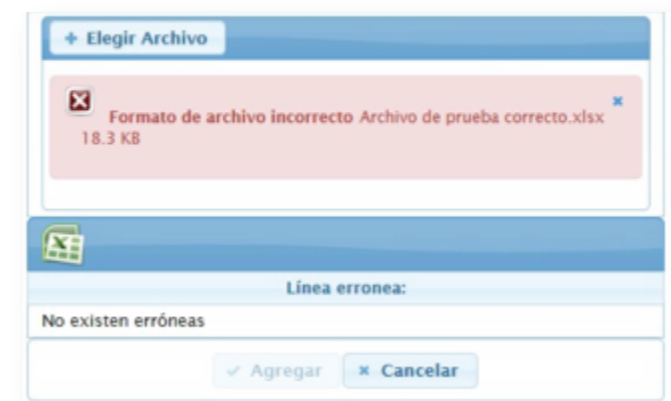 + Elegir Archivo
Formato de archivo incorrecto Archivo de prueba correcto.xlsx
18.3 KB
Línea erronea:
No existen erróneas
Agregar Cancelar